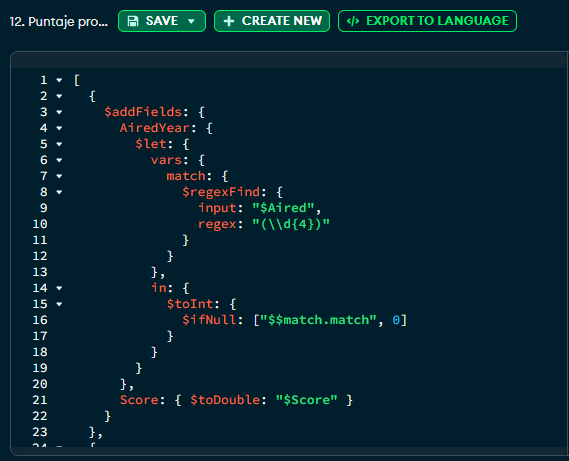 12. Puntaje pro... SAVE + CREATE NEW </> EXPORT TO LANGUAGE
1 [
2 {
3 $addFields: {
4 AiredYear: {
5 $let: {
6 vars: {
7 match: {
8 $regexFind: {
9 input: "$Aired",
10 regex: "(\\d{4})"
11 }
12 }
13 },
14 in: {
15 $toInt: {
16 $ifNull: ["$$match.match", 0]
17 }
18 }
19 }
20 },
21 Score: { $toDouble: "$Score" }
22 }
23 },
24 {